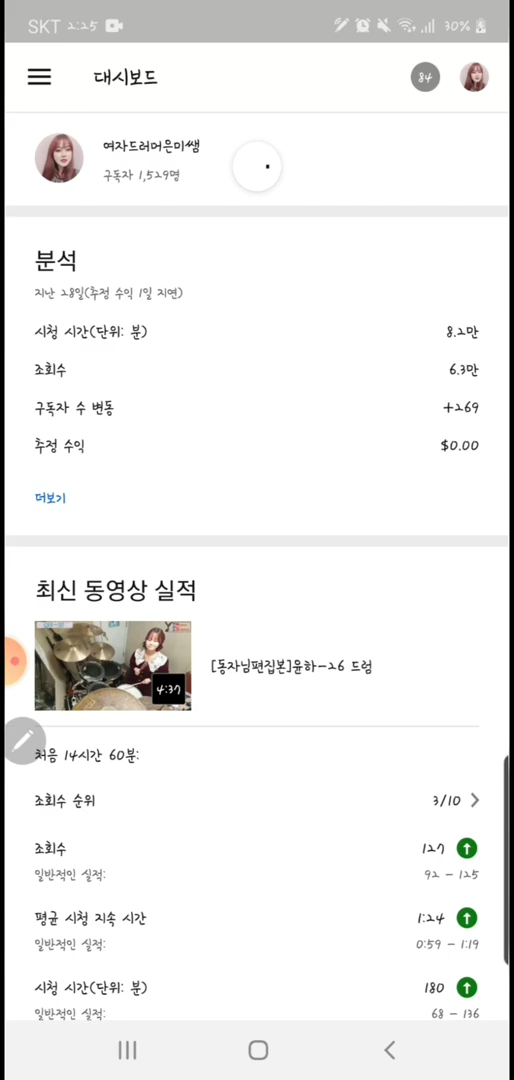 SKT 2:25 30%
대시보드 84
여자드러머은미쌤
구독자 1,529명
분석
지난 28일(추정 수익 1일 지연)
시청 시간(단위: 분) 8.2만
조회수 6.3만
구독자 수 변동 +269
추정 수익 $0.00
더보기
최신 동영상 실적
[동자님편집본]윤하-26 드럼
4:37
처음 14시간 60분:
조회수 순위 3/10
조회수 127
일반적인 실적: 92 – 125
평균 시청 지속 시간 1:24
일반적인 실적: 0:59 – 1:19
시청 시간(단위: 분) 180
일반적인 실적: 68 – 136